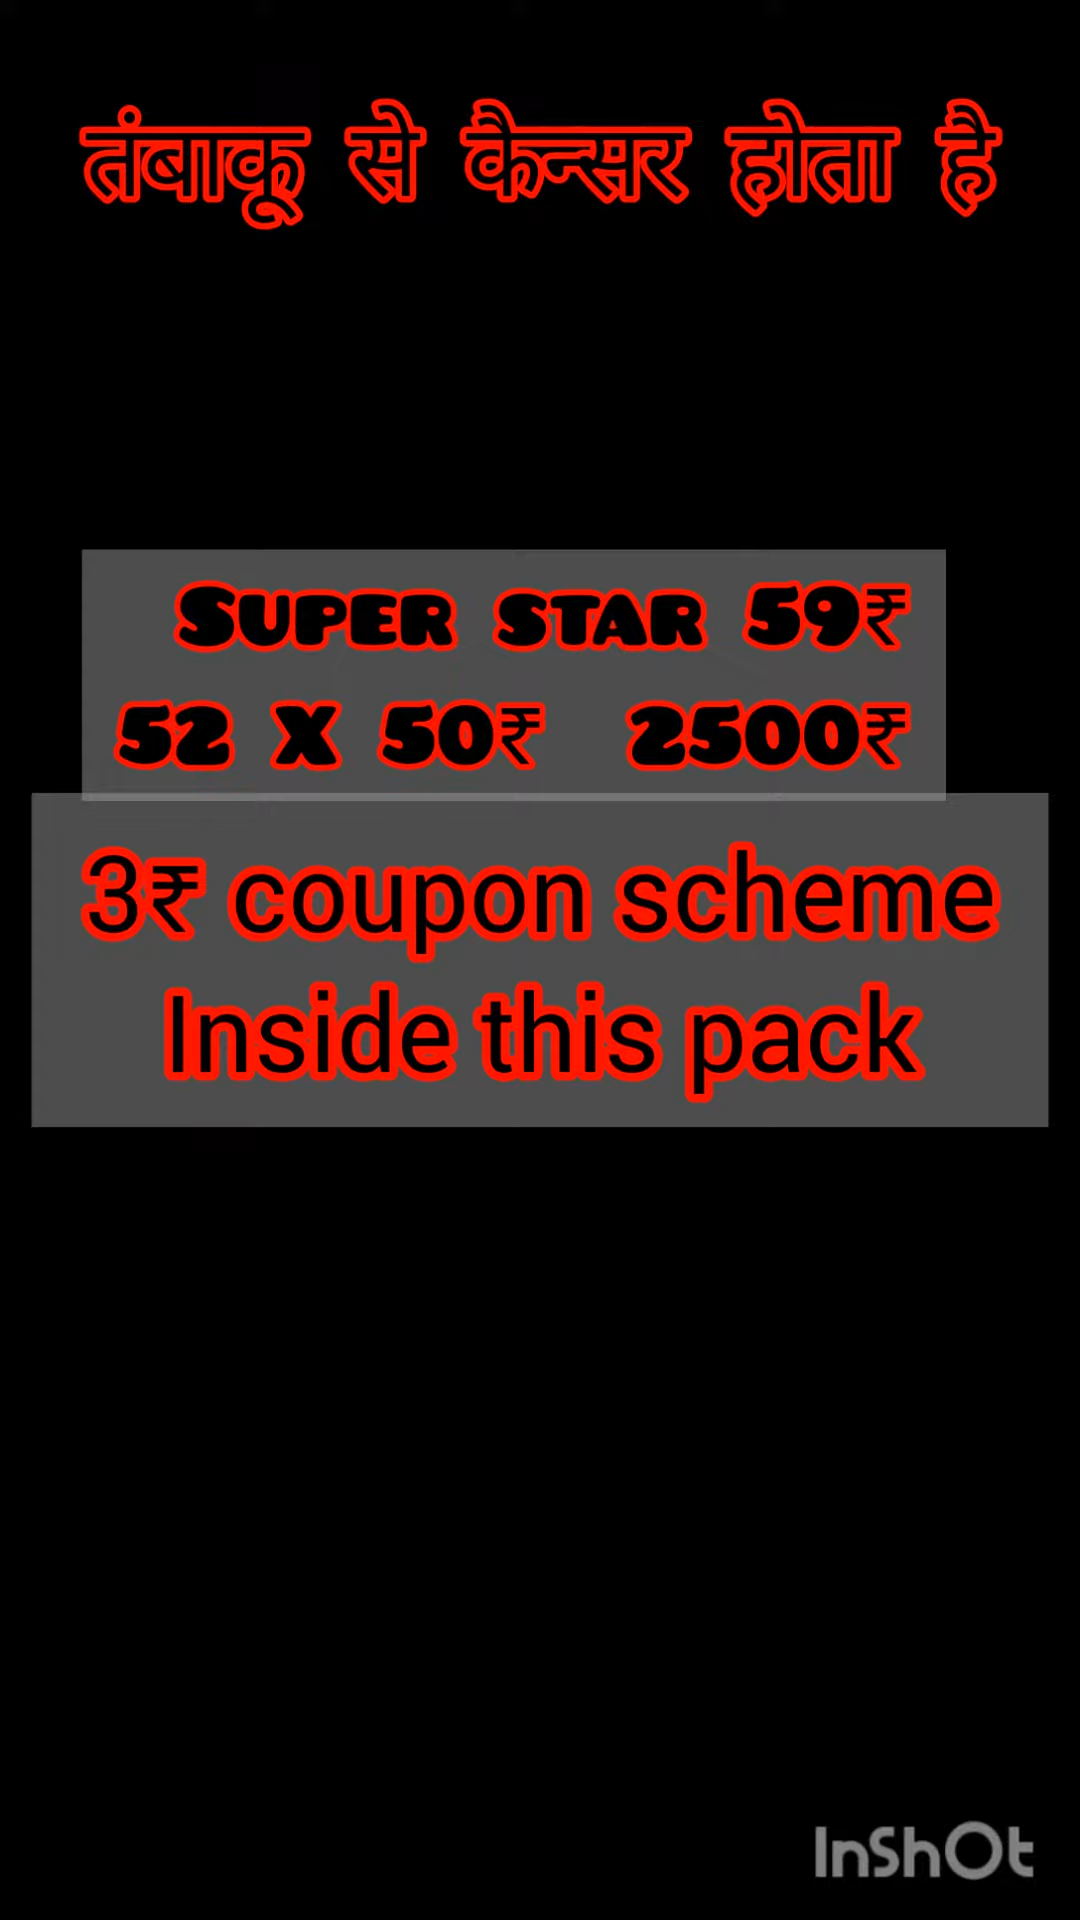 तंबाकू से कैन्सर होता है
Super star 59₹
52 x 50₹ 2500₹
3₹ coupon scheme
Inside this pack
InShOt